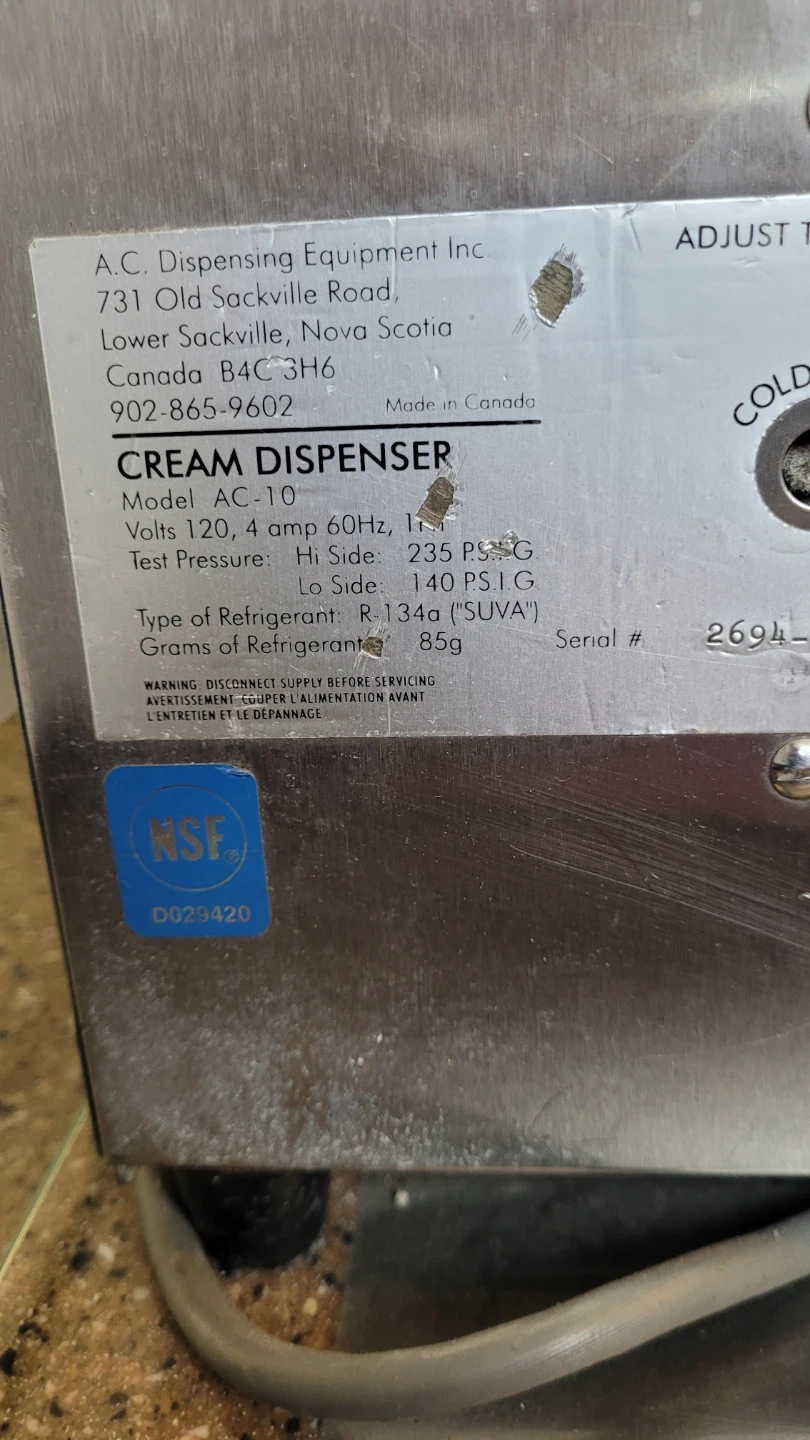 A.C. Dispensing Equipment Inc
731 Old Sackville Road,
Lower Sackville, Nova Scotia
Canada B4C 3H6
902-865-9602 Made in Canada
CREAM DISPENSER
Model AC-10
Volts 120, 4 amp 60Hz,
Test Pressure: Hi Side: 235 P.S.I.G.
Lo Side: 140 P.S.I.G
Type of Refrigerant: R-134a ("SUVA")
Grams of Refrigerant: 85g Serial # 2694-
WARNING: DISCONNECT SUPPLY BEFORE SERVICING
AVERTISSEMENT COUPER L'ALIMENTATION AVANT
L'ENTRETIEN ET LE DÉPANNAGE
ADJUST T
COLD
NSF®
D029420